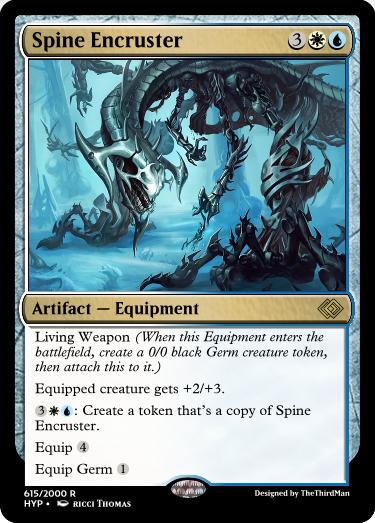 Spine Encruster 3
Artifact — Equipment
Living Weapon (When this Equipment enters the
battlefield, create a 0/0 black Germ creature token,
then attach this to it.)
Equipped creature gets +2/+3.
3 : Create a token that's a copy of Spine
Encruster.
Equip 4
Equip Germ 1
615/2000 R
HYP • Ricci Thomas
Designed by TheThirdMan